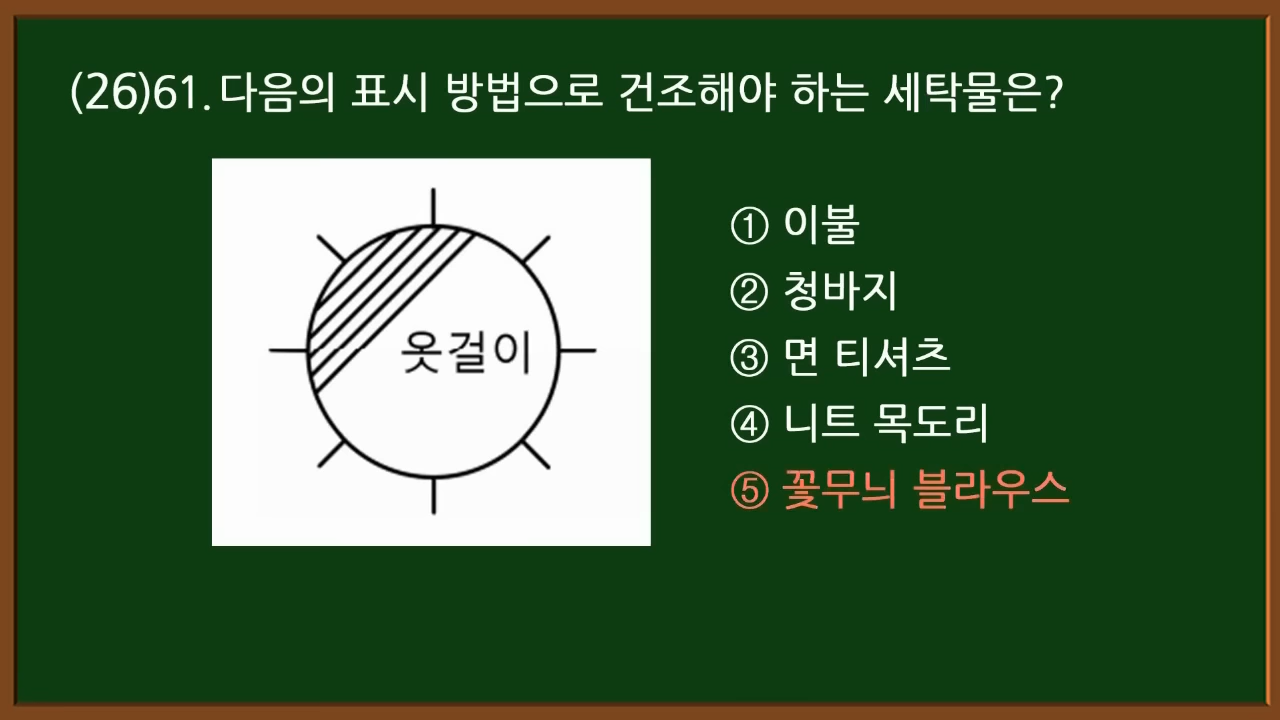 (26)61. 다음의 표시 방법으로 건조해야 하는 세탁물은?
옷걸이
① 이불
② 청바지
③ 면 티셔츠
④ 니트 목도리
⑤ 꽃무늬 블라우스